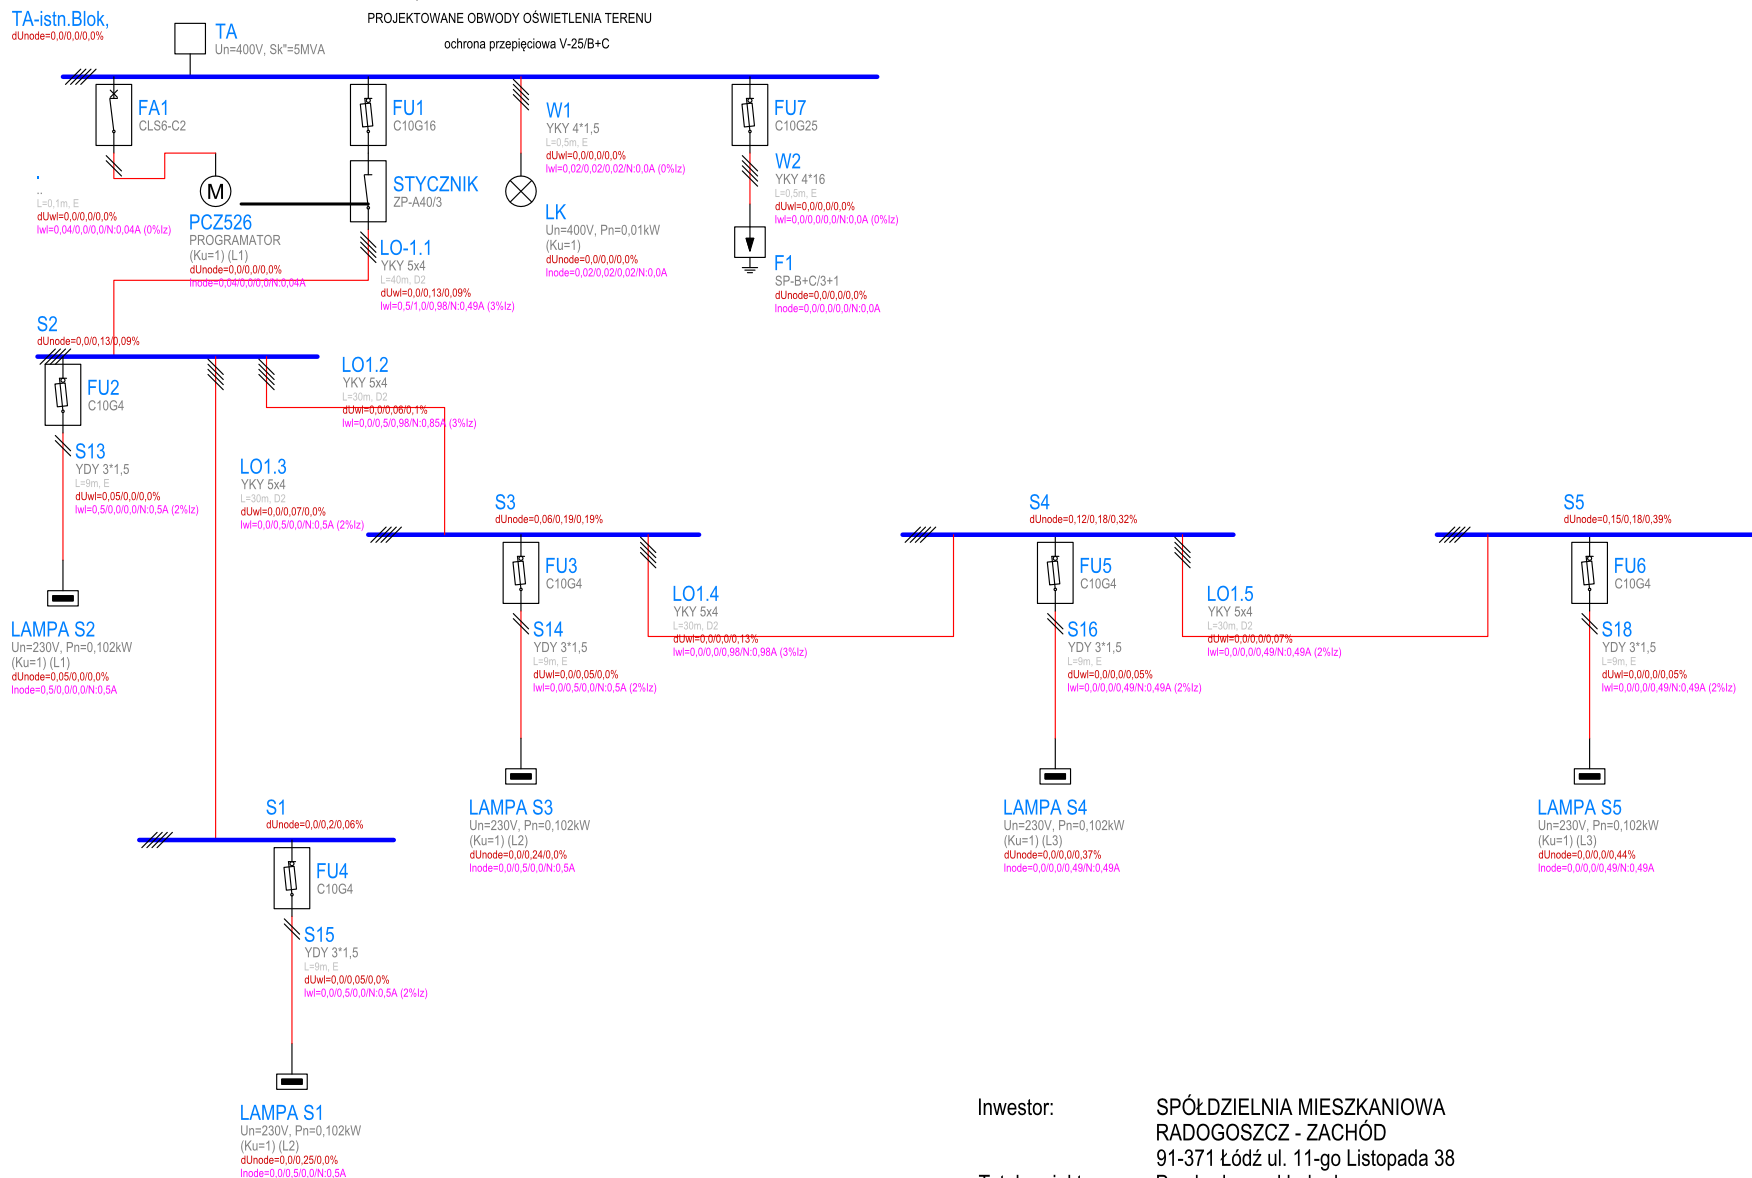 TA-istn.Blok,
dUnode=0,0/0,0/0,0%
TA
Un=400V, Sk"=5MVA
PROJEKTOWANE OBWODY OŚWIETLENIA TERENU
ochrona przepięciowa V-25/B+C
FA1
CLS6-C2
FU1
C10G16
W1
YKY 4*1,5
L=0,5m, E
dUwl=0,0/0,0/0,0%
Iwl=0,02/0,02/0,02/N:0,0A (0%Iz)
FU7
C10G25
W2
YKY 4*16
L=0,5m, E
dUwl=0,0/0,0/0,0%
Iwl=0,0/0,0/0,0/N:0,0A (0%Iz)
..
L=0,1m, E
dUwl=0,0/0,0/0,0%
Iwl=0,04/0,0/0,0/N:0,04A (0%Iz)
M
PCZ526
PROGRAMATOR
(Ku=1) (L1)
dUnode=0,0/0,0/0,0%
Inode=0,04/0,0/0,0/N:0,04A
STYCZNIK
ZP-A40/3
LO-1.1
YKY 5x4
L=40m, D2
dUwl=0,0/0,13/0,09%
Iwl=0,5/1,0/0,98/N:0,49A (3%Iz)
LK
Un=400V, Pn=0,01kW
(Ku=1)
dUnode=0,0/0,0/0,0%
Inode=0,02/0,02/0,02/N:0,0A
F1
SP-B+C/3+1
dUnode=0,0/0,0/0,0%
Inode=0,0/0,0/0,0/N:0,0A
S2
dUnode=0,0/0,13/0,09%
FU2
C10G4
S13
YDY 3*1,5
L=9m, E
dUwl=0,05/0,0/0,0%
Iwl=0,5/0,0/0,0/N:0,5A (2%Iz)
LAMPA S2
Un=230V, Pn=0,102kW
(Ku=1) (L1)
dUnode=0,05/0,0/0,0%
Inode=0,5/0,0/0,0/N:0,5A
LO1.2
YKY 5x4
L=30m, D2
dUwl=0,0/0,06/0,1%
Iwl=0,0/0,5/0,98/N:0,85A (3%Iz)
LO1.3
YKY 5x4
L=30m, D2
dUwl=0,0/0,07/0,0%
Iwl=0,0/0,5/0,0/N:0,5A (2%Iz)
S3
dUnode=0,06/0,19/0,19%
FU3
C10G4
S14
YDY 3*1,5
L=9m, E
dUwl=0,0/0,05/0,0%
Iwl=0,0/0,5/0,0/N:0,5A (2%Iz)
LAMPA S3
Un=230V, Pn=0,102kW
(Ku=1) (L2)
dUnode=0,0/0,24/0,0%
Inode=0,0/0,5/0,0/N:0,5A
LO1.4
YKY 5x4
L=30m, D2
dUwl=0,0/0,0/0,13%
Iwl=0,0/0,0/0,98/N:0,98A (3%Iz)
S4
dUnode=0,12/0,18/0,32%
FU5
C10G4
S16
YDY 3*1,5
L=9m, E
dUwl=0,0/0,0/0,05%
Iwl=0,0/0,0/0,49/N:0,49A (2%Iz)
LAMPA S4
Un=230V, Pn=0,102kW
(Ku=1) (L3)
dUnode=0,0/0,0/0,37%
Inode=0,0/0,0/0,49/N:0,49A
LO1.5
YKY 5x4
L=30m, D2
dUwl=0,0/0,0/0,07%
Iwl=0,0/0,0/0,49/N:0,49A (2%Iz)
S5
dUnode=0,15/0,18/0,39%
FU6
C10G4
S18
YDY 3*1,5
L=9m, E
dUwl=0,0/0,0/0,05%
Iwl=0,0/0,0/0,49/N:0,49A (2%Iz)
LAMPA S5
Un=230V, Pn=0,102kW
(Ku=1) (L3)
dUnode=0,0/0,0/0,44%
Inode=0,0/0,0/0,49/N:0,49A
S1
dUnode=0,0/0,2/0,06%
FU4
C10G4
S15
YDY 3*1,5
L=9m, E
dUwl=0,0/0,05/0,0%
Iwl=0,0/0,5/0,0/N:0,5A (2%Iz)
LAMPA S1
Un=230V, Pn=0,102kW
(Ku=1) (L2)
dUnode=0,0/0,25/0,0%
Inode=0,0/0,5/0,0/N:0,5A
Inwestor:
SPÓŁDZIELNIA MIESZKANIOWA
RADOGOSZCZ - ZACHÓD
91-371 Łódź ul. 11-go Listopada 38